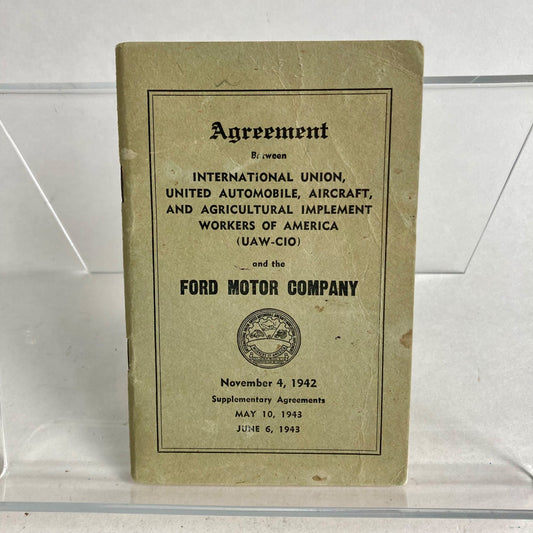 Agreement
Between
INTERNATIONAL UNION,
UNITED AUTOMOBILE, AIRCRAFT,
AND AGRICULTURAL IMPLEMENT
WORKERS OF AMERICA
(UAW-CIO)
and the
FORD MOTOR COMPANY
November 4, 1942
Supplementary Agreements
MAY 10, 1943
JUNE 6, 1943